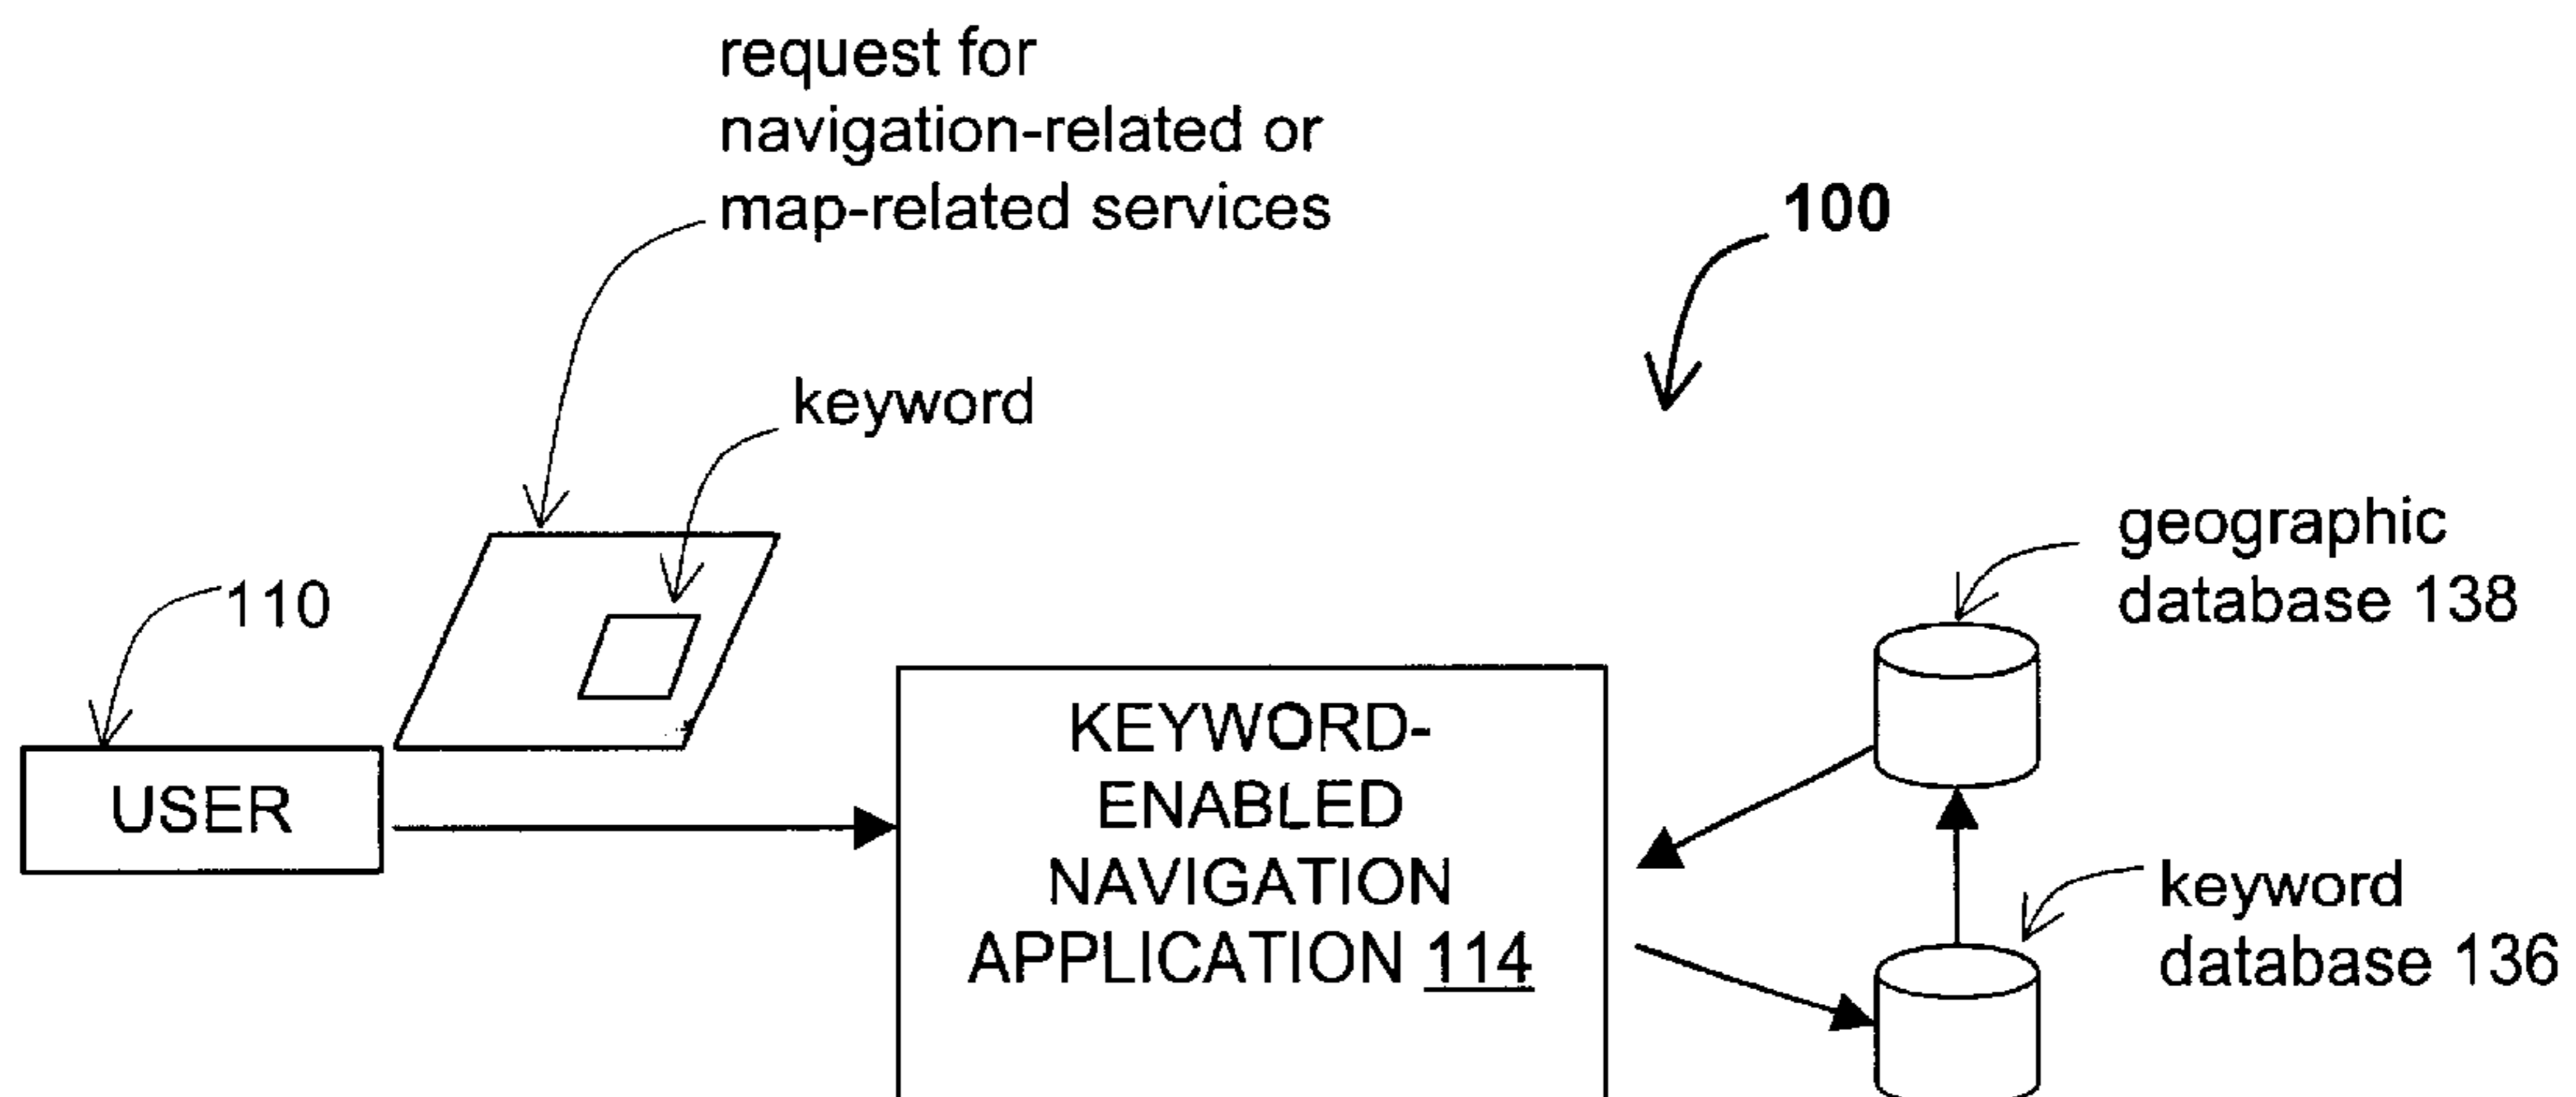 request for
navigation-related or
map-related services
100
keyword
geographic
database 138
110
USER
KEYWORD-
ENABLED
NAVIGATION
APPLICATION 114
keyword
database 136